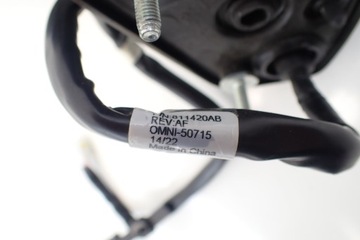 REV:AF
OMNI-50715
14/22
Made in China